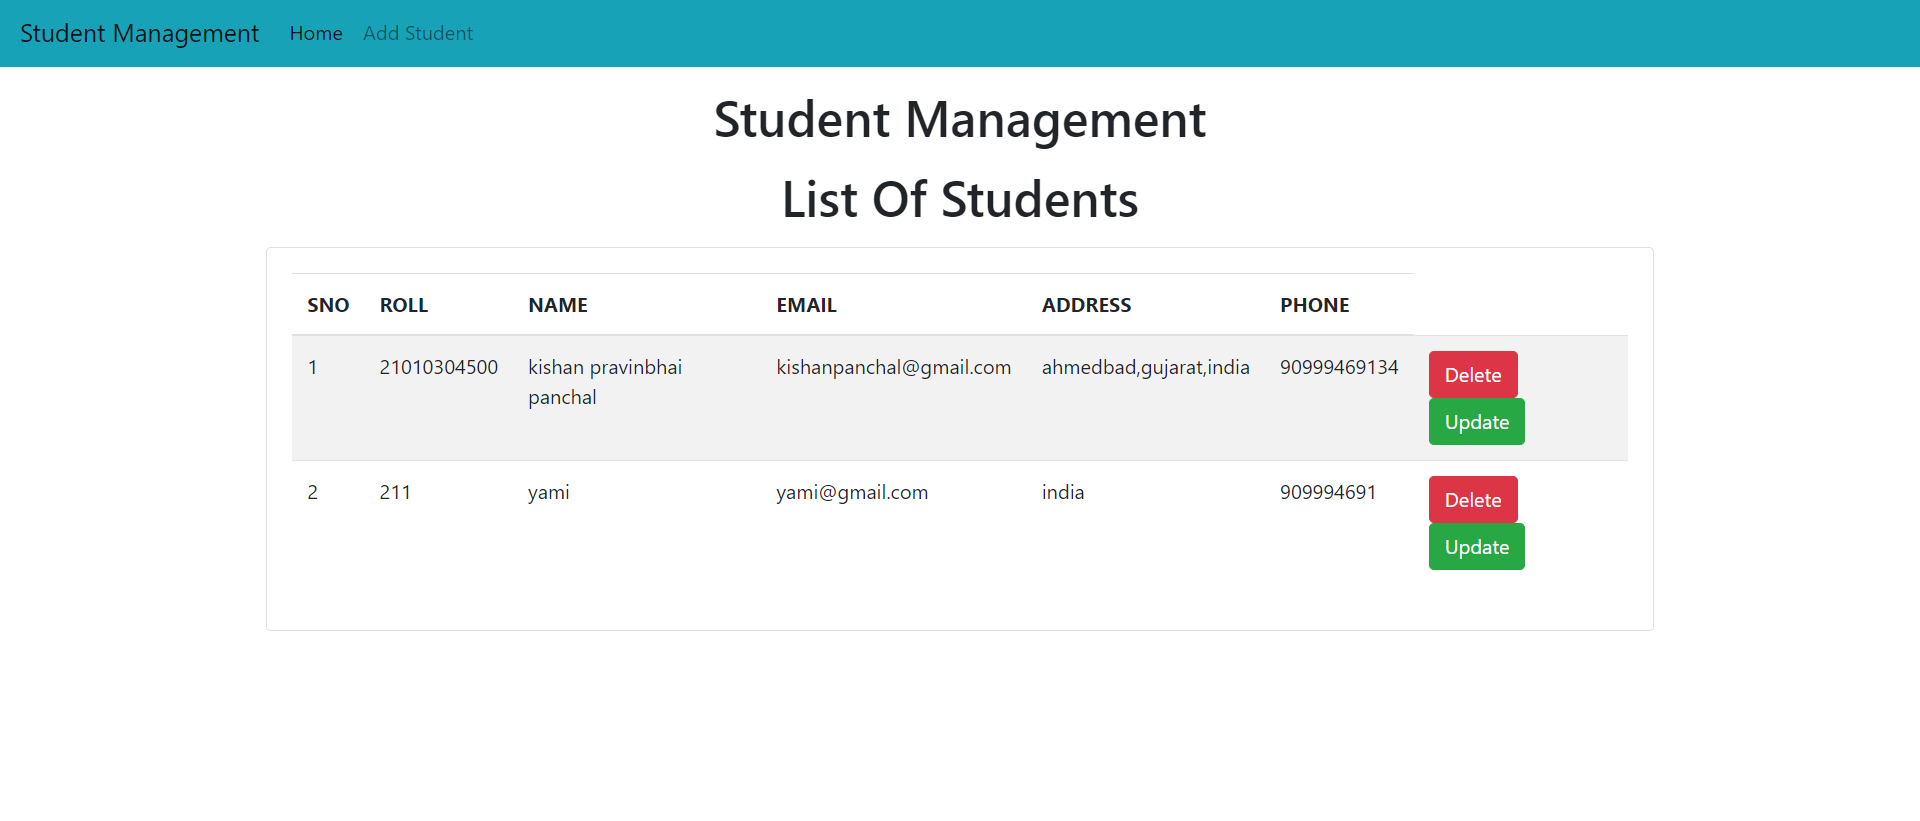 Student Management Home Add Student
Student Management
List Of Students
SNO ROLL NAME EMAIL ADDRESS PHONE
1 21010304500 kishan pravinbhai kishanpanchal@gmail.com ahmedbad,gujarat,india 90999469134 Delete
panchal
Update
2 211 yami yami@gmail.com india 909994691 Delete
Update